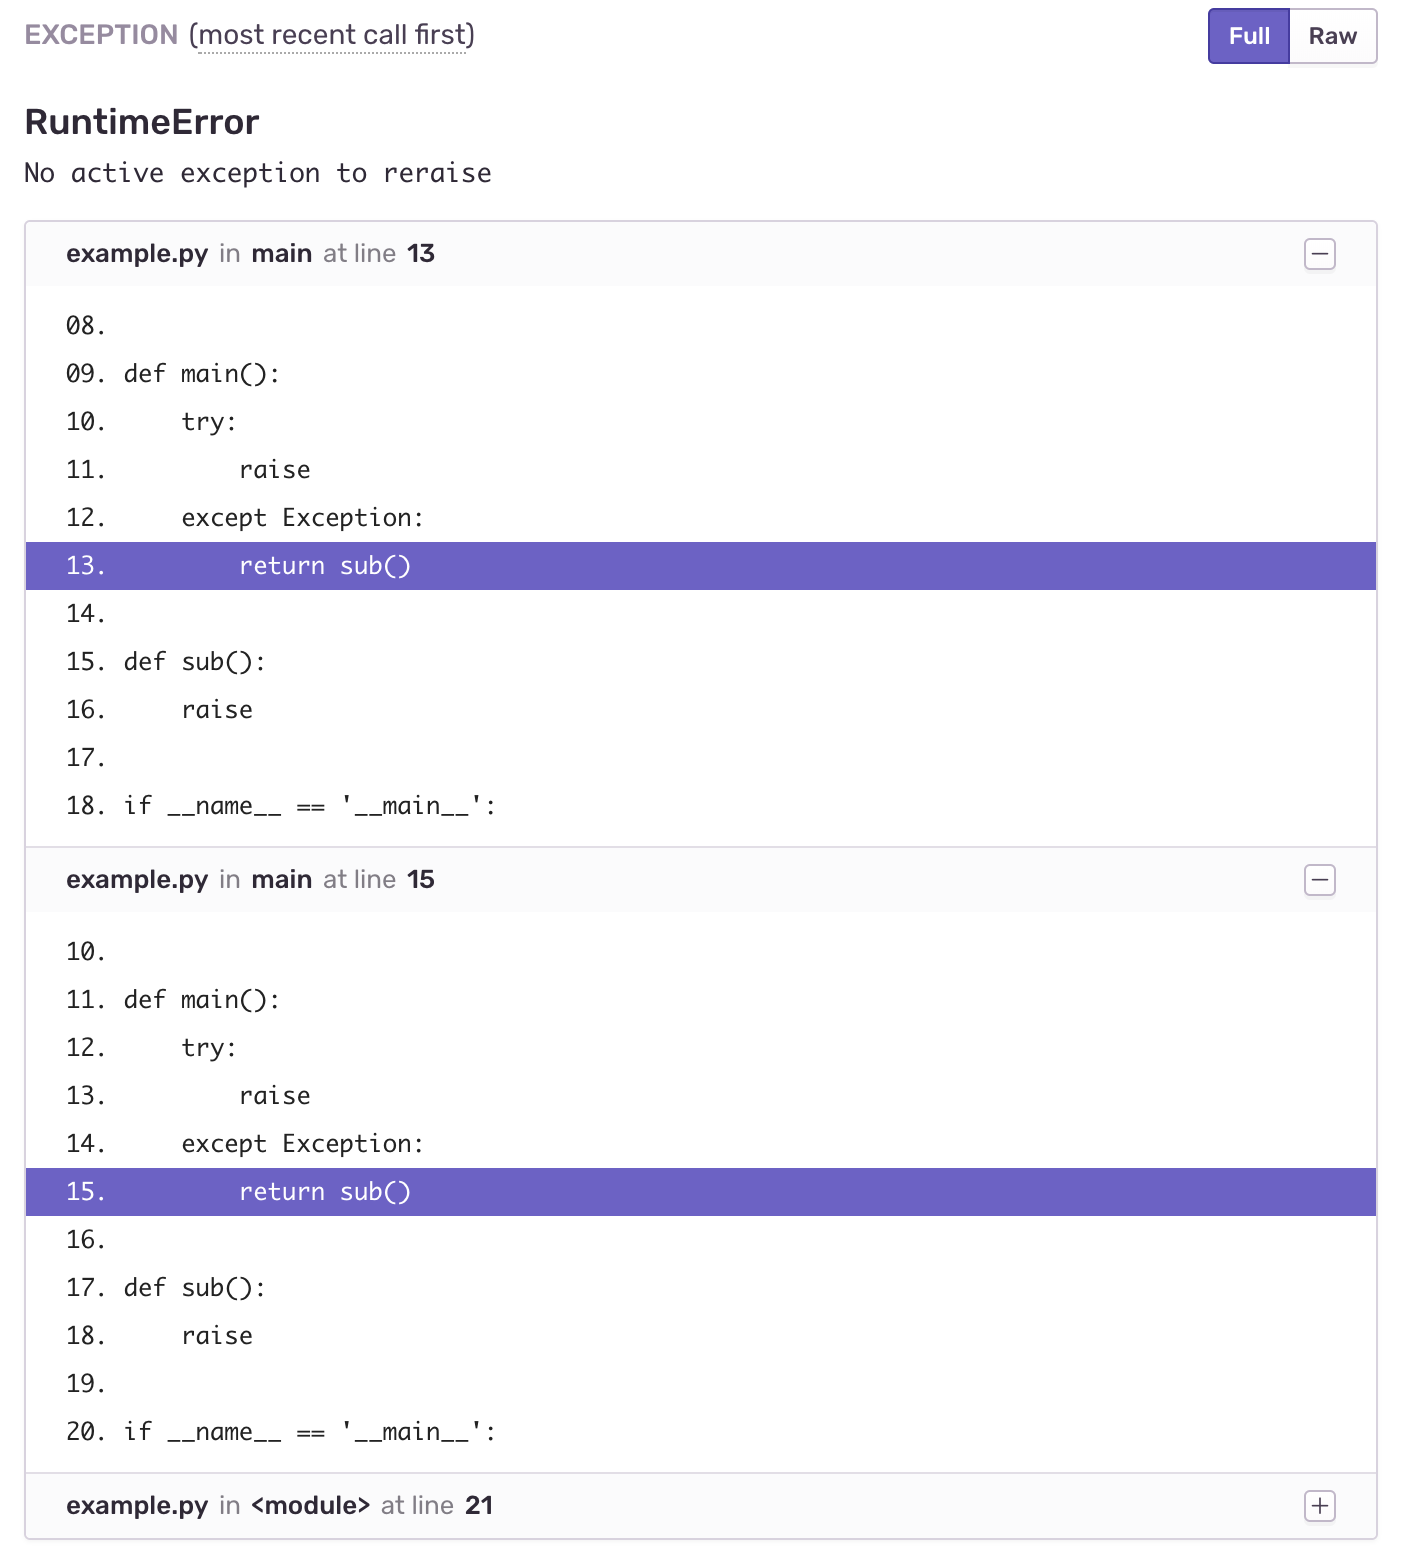 EXCEPTION (most recent call first)
Full Raw
RuntimeError
No active exception to reraise
example.py in main at line 13
08.
09. def main():
10.     try:
11.         raise
12.     except Exception:
13.         return sub()
14.
15. def sub():
16.     raise
17.
18. if __name__ == '__main__':
example.py in main at line 15
10.
11. def main():
12.     try:
13.         raise
14.     except Exception:
15.         return sub()
16.
17. def sub():
18.     raise
19.
20. if __name__ == '__main__':
example.py in <module> at line 21